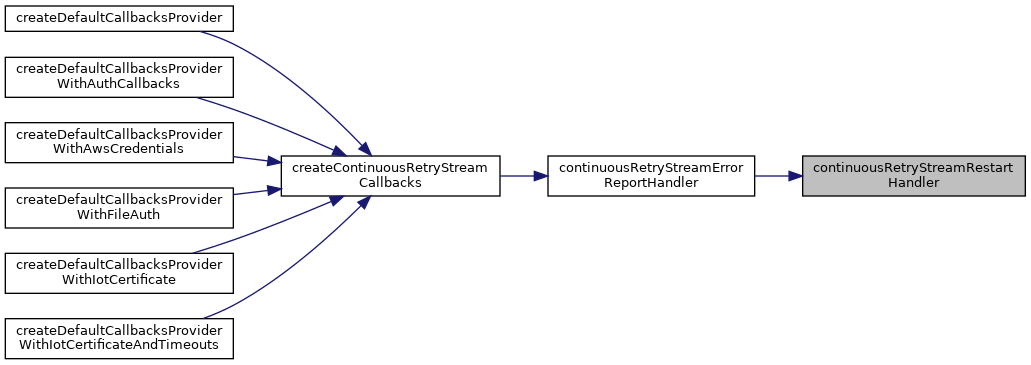 createDefaultCallbacksProvider
createDefaultCallbacksProvider
WithAuthCallbacks
createDefaultCallbacksProvider
WithAwsCredentials
createDefaultCallbacksProvider
WithFileAuth
createDefaultCallbacksProvider
WithIotCertificate
createDefaultCallbacksProvider
WithIotCertificateAndTimeouts
createContinuousRetryStream
Callbacks
continuousRetryStreamError
ReportHandler
continuousRetryStreamRestart
Handler